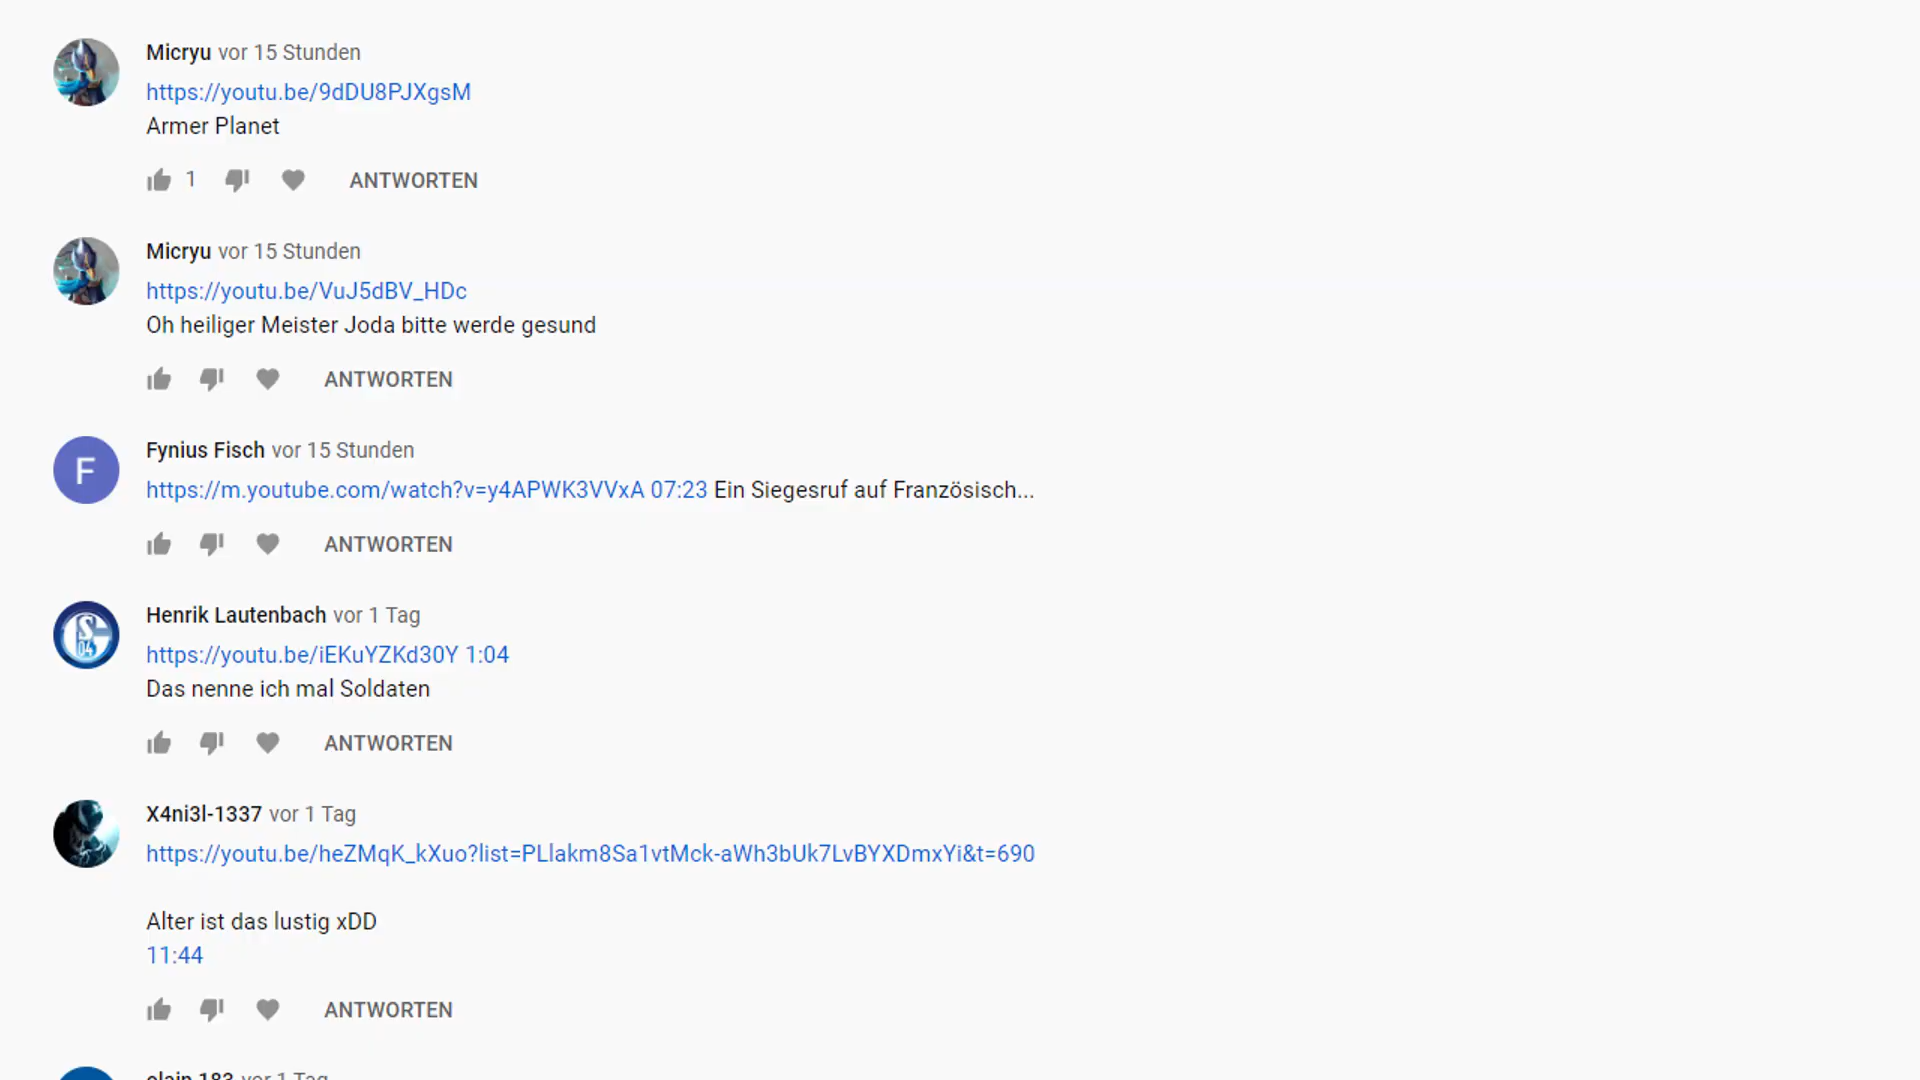 Micryu vor 15 Stunden
https://youtu.be/9dDU8PJXgsM
Armer Planet
1 ANTWORTEN
Micryu vor 15 Stunden
https://youtu.be/VuJ5dBV_HDc
Oh heiliger Meister Joda bitte werde gesund
ANTWORTEN
F
Fynius Fisch vor 15 Stunden
https://m.youtube.com/watch?v=y4APWK3VVxA 07:23 Ein Siegesruf auf Französisch...
ANTWORTEN
S
04
Henrik Lautenbach vor 1 Tag
https://youtu.be/iEKuYZKd30Y 1:04
Das nenne ich mal Soldaten
ANTWORTEN
X4ni3l-1337 vor 1 Tag
https://youtu.be/heZMqK_kXuo?list=PLlakm8Sa1vtMck-aWh3bUk7LvBYXDmxYi&t=690
Alter ist das lustig xDD
11:44
ANTWORTEN
vor 1 Tag